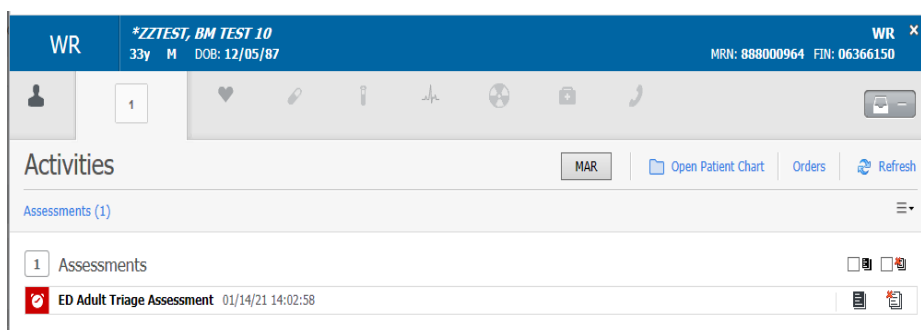 WR
*ZZTEST, BM TEST 10
33y M DOB: 12/05/87
WR ×
MRN: 888000964 FIN: 06366150
1
Activities
MAR
Open Patient Chart
Orders
Refresh
Assessments (1)
1 Assessments
ED Adult Triage Assessment 01/14/21 14:02:58